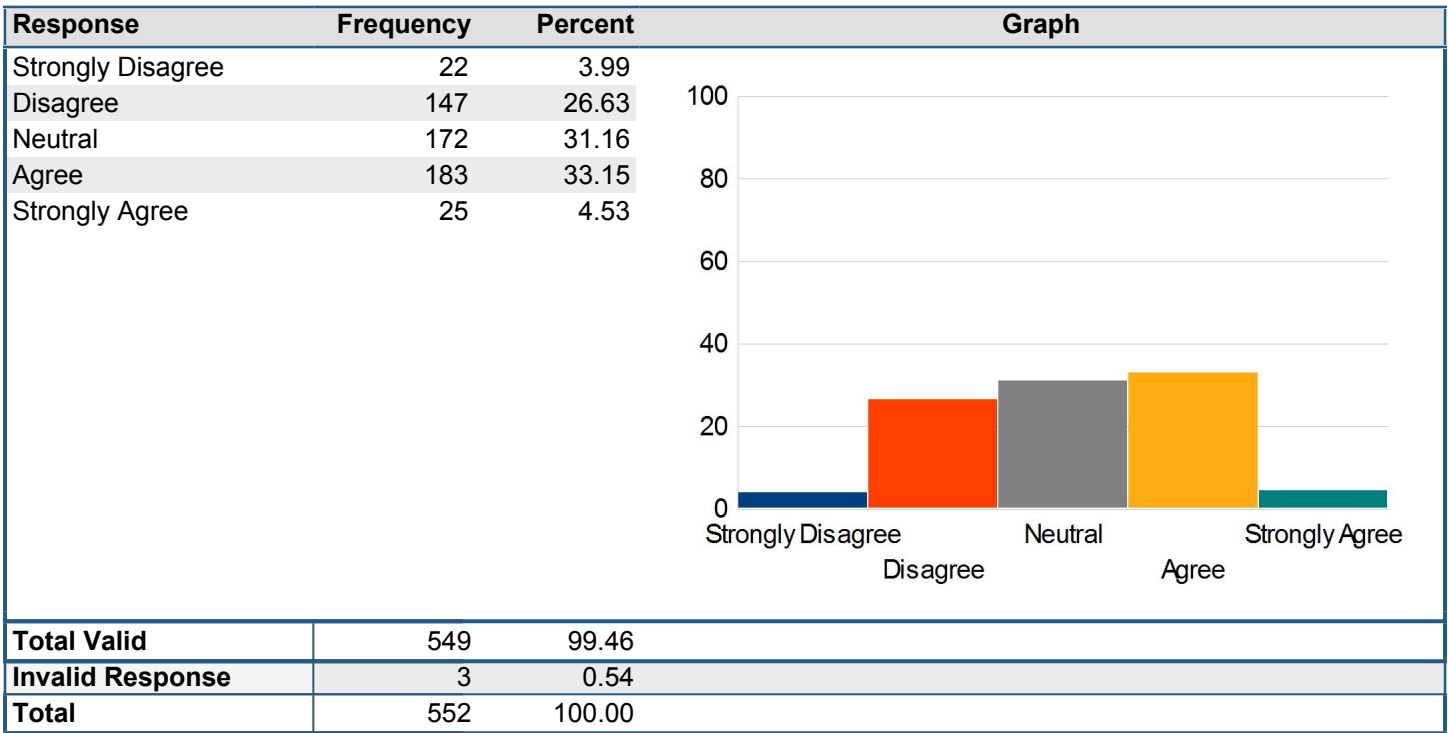 Response Frequency Percent Graph
Strongly Disagree 22 3.99
Disagree 147 26.63
Neutral 172 31.16
Agree 183 33.15
Strongly Agree 25 4.53
100
80
60
40
20
0
Strongly Disagree Neutral Strongly Agree
Disagree Agree
Total Valid 549 99.46
Invalid Response 3 0.54
Total 552 100.00